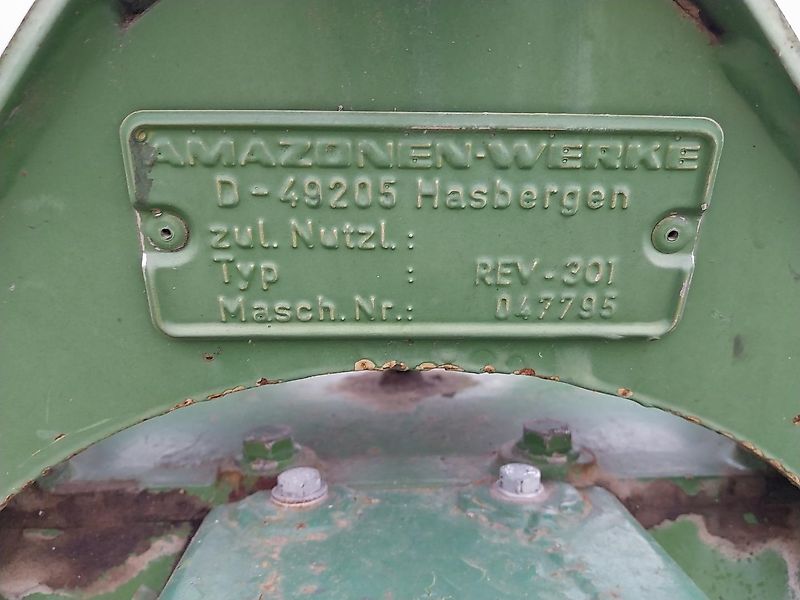 AMAZONEN-WERKE
D-49205 Hasbergen
zul. Nutzl.:
Typ : REV-301
Masch.Nr.: 047795